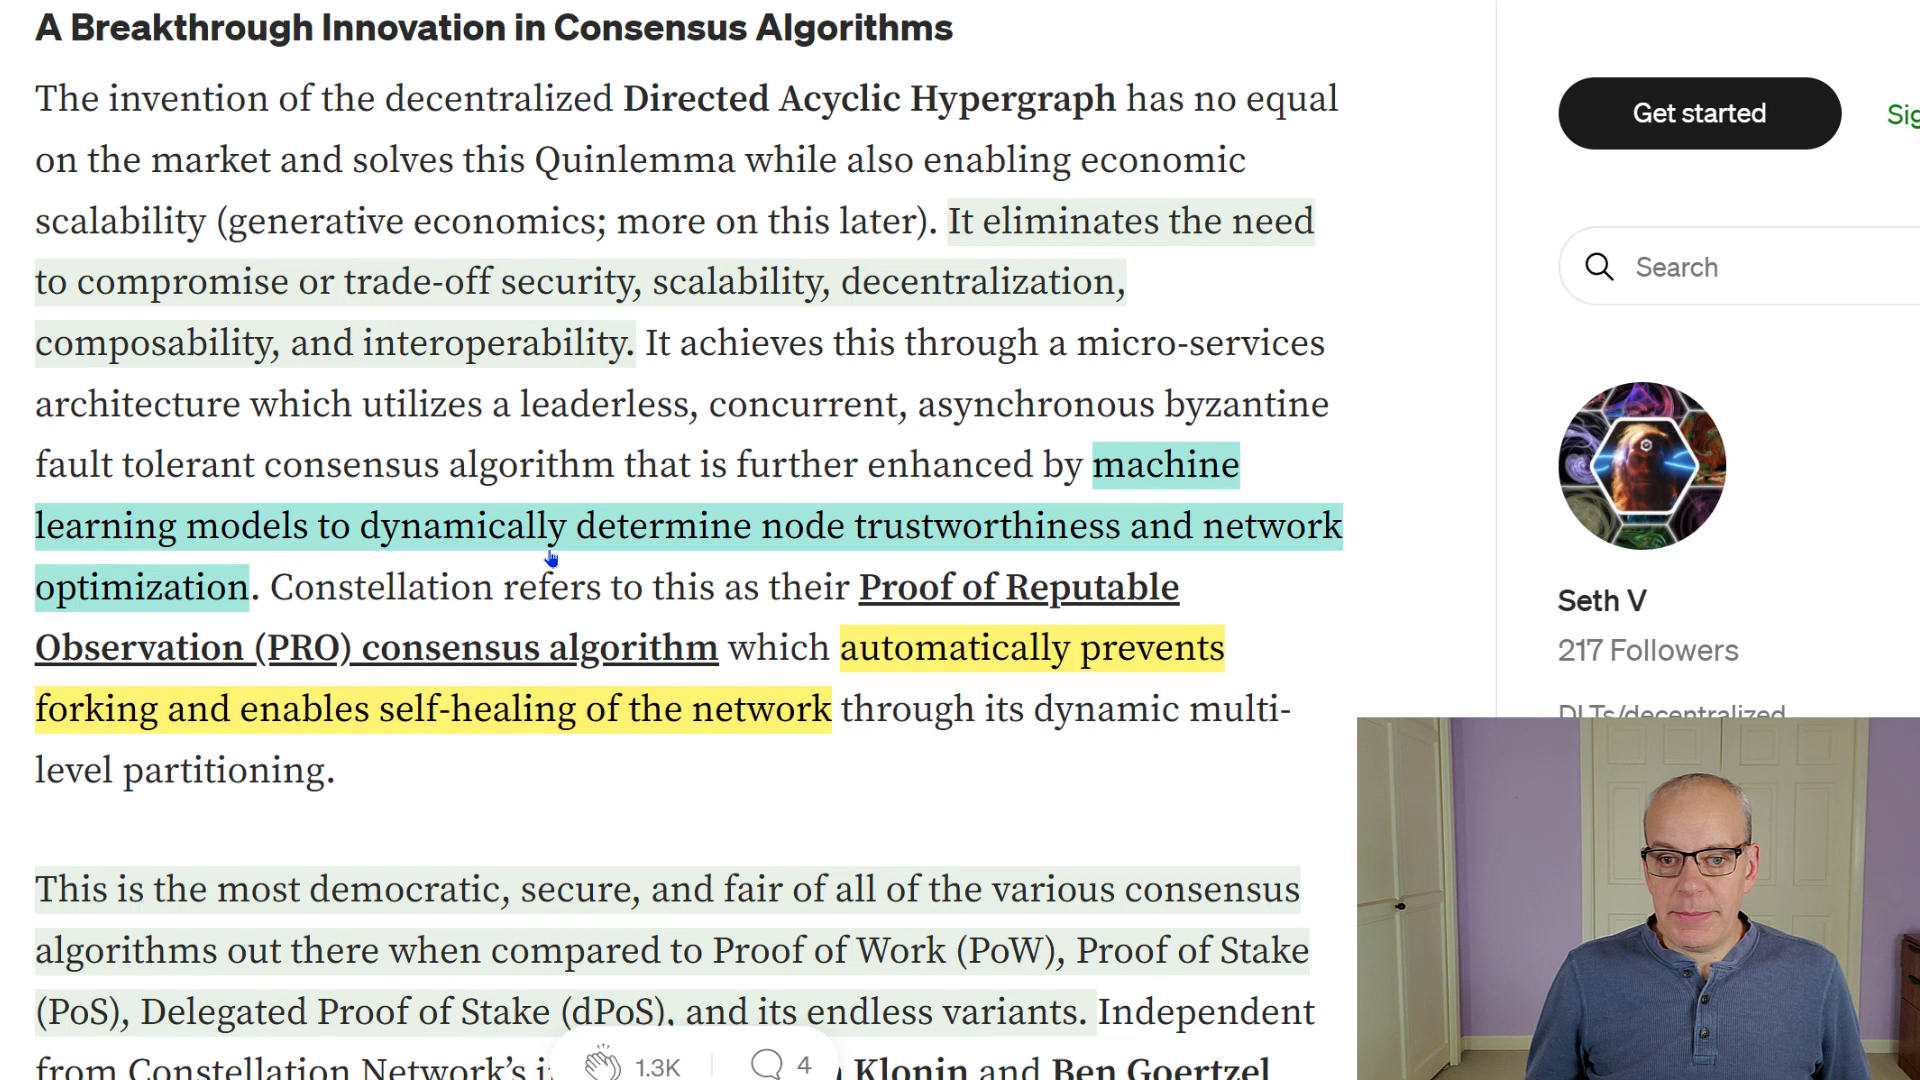 A Breakthrough Innovation in Consensus Algorithms
The invention of the decentralized Directed Acyclic Hypergraph has no equal
on the market and solves this Quinlemma while also enabling economic
scalability (generative economics; more on this later). It eliminates the need
to compromise or trade-off security, scalability, decentralization,
composability, and interoperability. It achieves this through a micro-services
architecture which utilizes a leaderless, concurrent, asynchronous byzantine
fault tolerant consensus algorithm that is further enhanced by machine
learning models to dynamically determine node trustworthiness and network
optimization. Constellation refers to this as their Proof of Reputable
Observation (PRO) consensus algorithm which automatically prevents
forking and enables self-healing of the network through its dynamic multi-
level partitioning.
This is the most democratic, secure, and fair of all of the various consensus
algorithms out there when compared to Proof of Work (PoW), Proof of Stake
(PoS), Delegated Proof of Stake (dPoS), and its endless variants. Independent
from Constellation Network's
Klonin and Ben Goertzel
1.3K
4
Get started
Search
Seth V
217 Followers
DLTs/decentralized